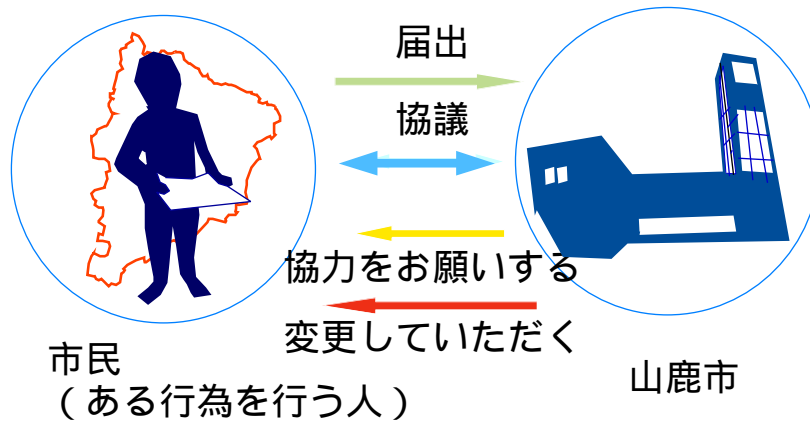 届出
協議
協力をお願いする
変更していただく
市民
（ある行為を行う人）
山鹿市